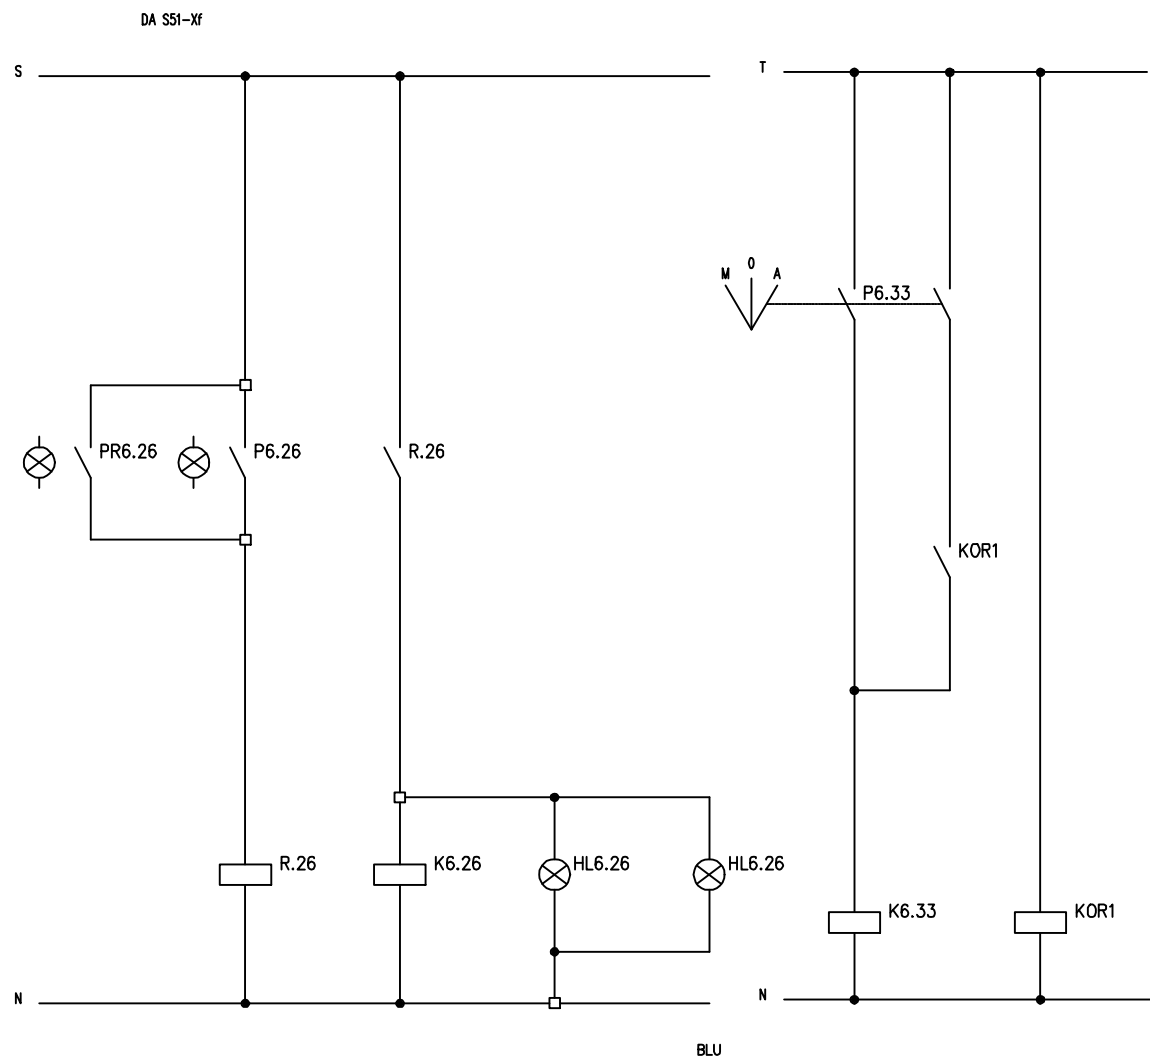 DA S51-Xf
S
T
M 0 A
P6.33
PR6.26
P6.26
R.26
KOR1
R.26
K6.26
HL6.26
HL6.26
K6.33
KOR1
N
N
BLU